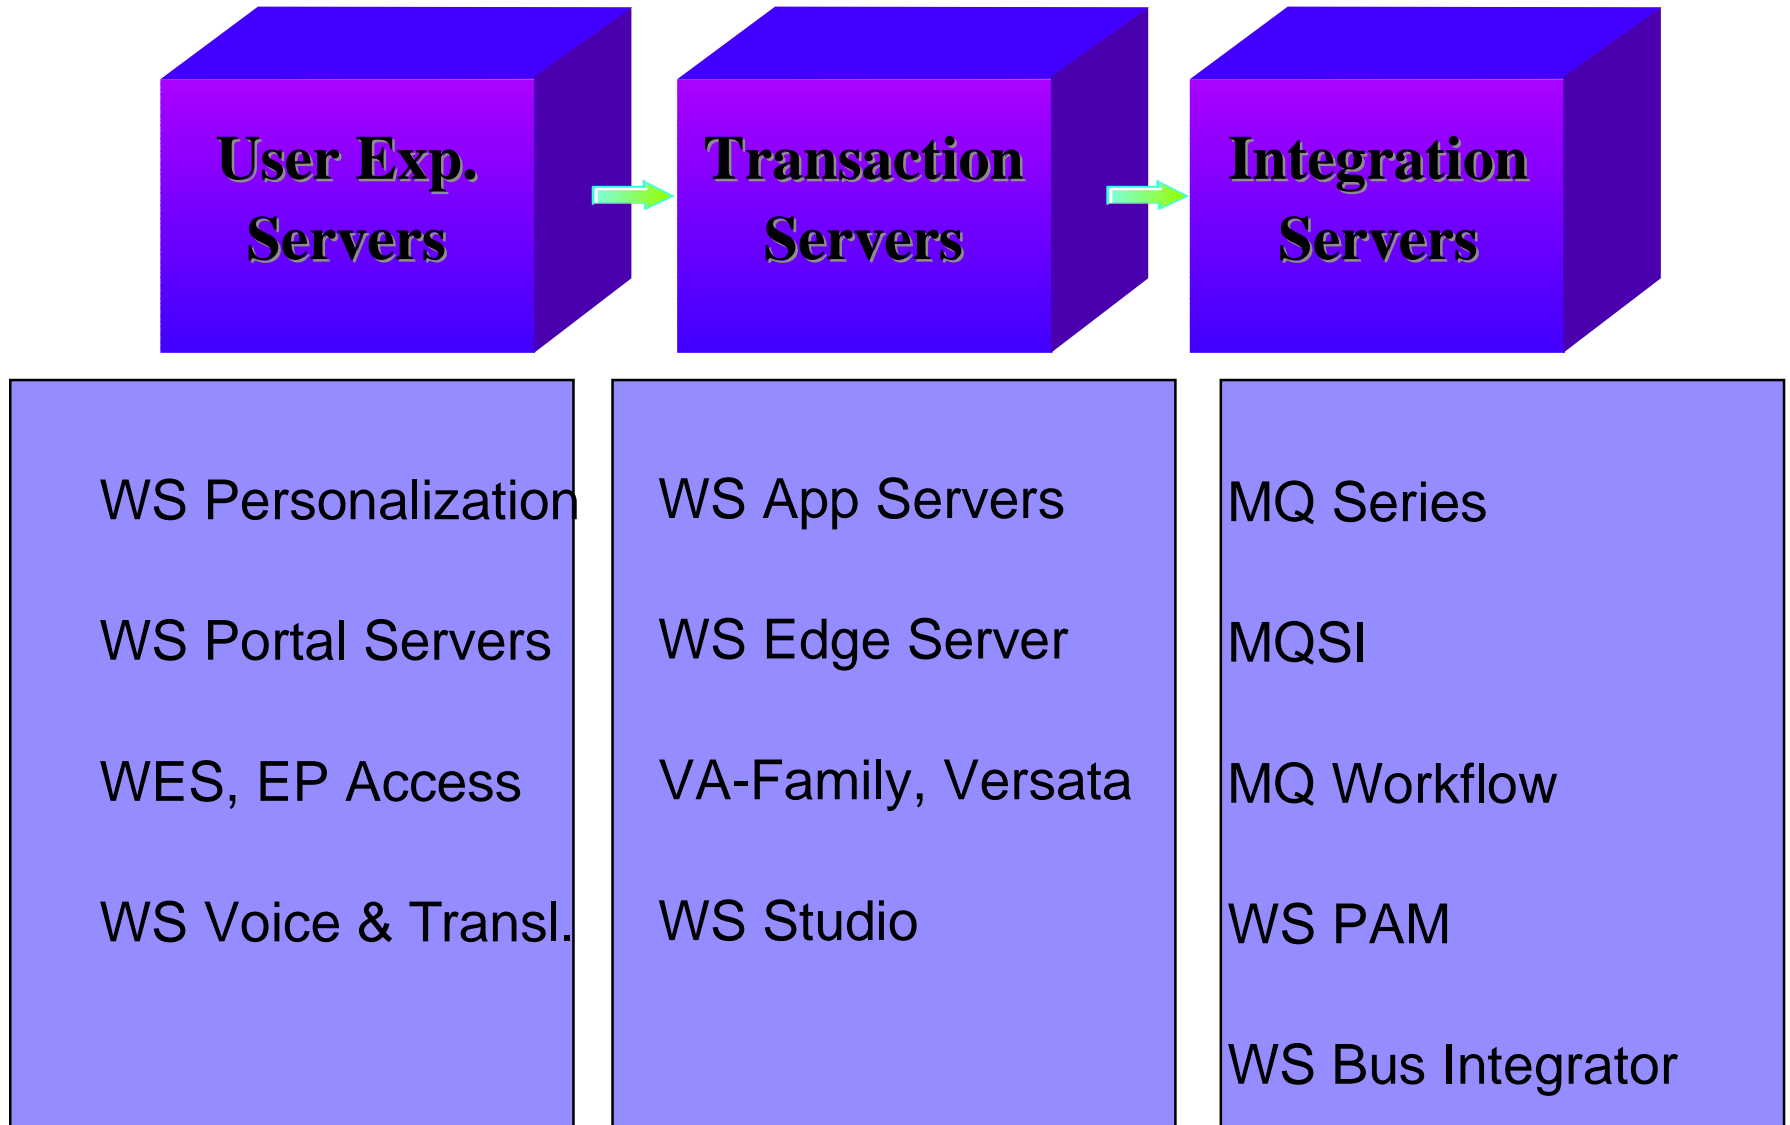 User Exp.
Servers
Transaction
Servers
Integration
Servers
WS Personalization
WS Portal Servers
WES, EP Access
WS Voice & Transl.
WS App Servers
WS Edge Server
VA-Family, Versata
WS Studio
MQ Series
MQSI
MQ Workflow
WS PAM
WS Bus Integrator